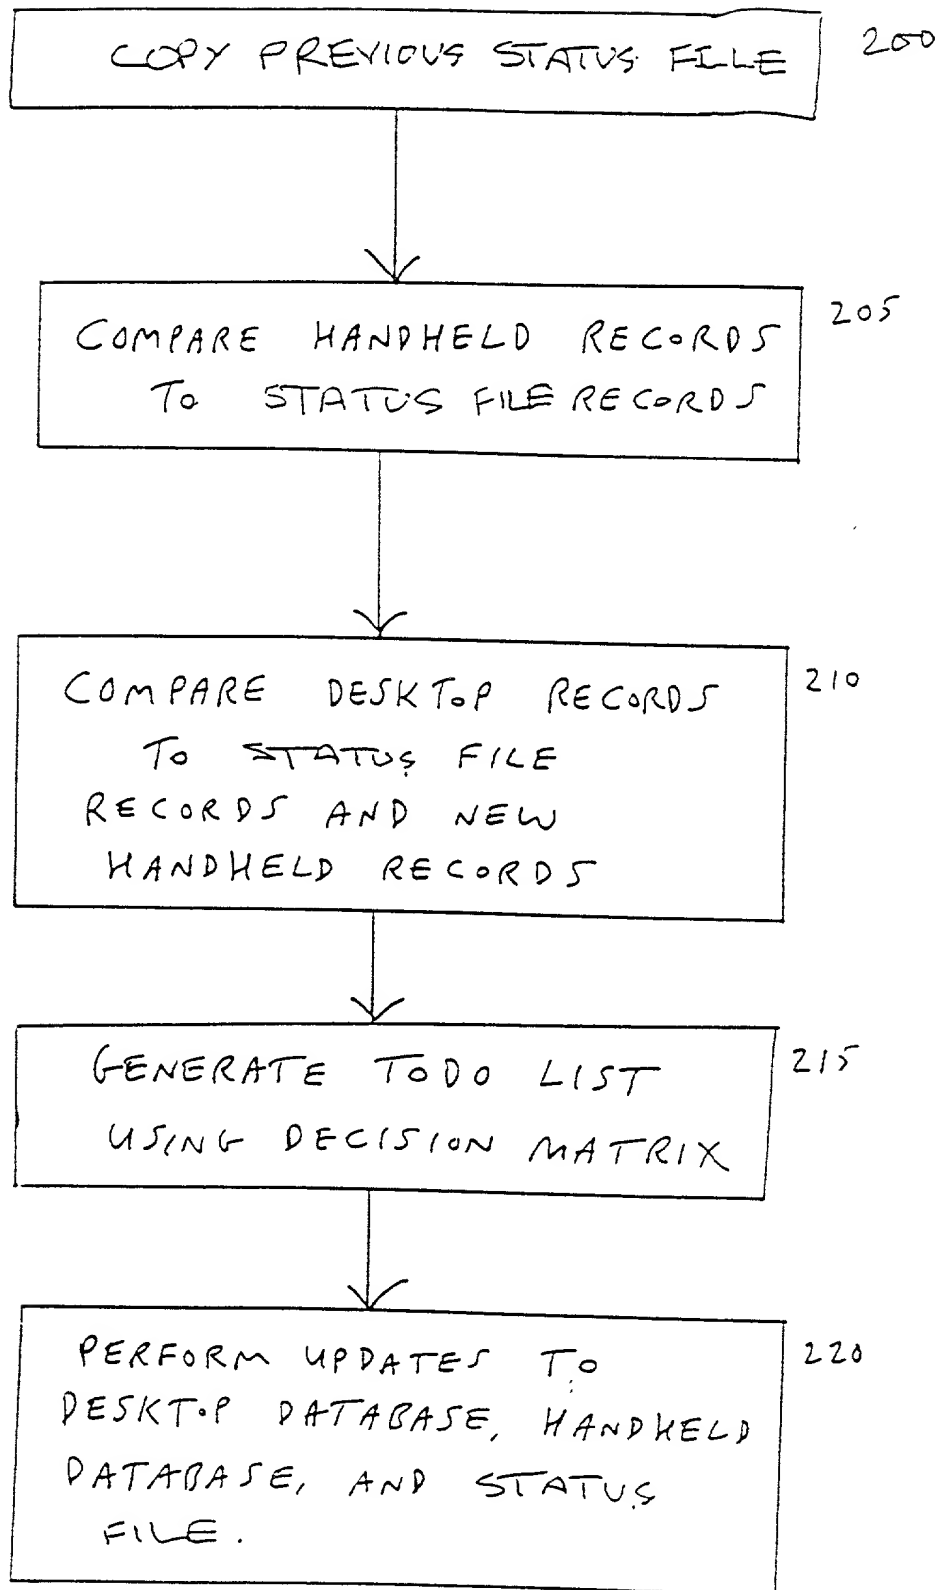 COPY PREVIOUS STATUS FILE 200
COMPARE HANDHELD RECORDS 205
TO STATUS FILE RECORDS
COMPARE DESKTOP RECORDS 210
TO STATUS FILE
RECORDS AND NEW
HANDHELD RECORDS
GENERATE TODO LIST 215
USING DECISION MATRIX
PERFORM UPDATES TO 220
DESKTOP DATABASE, HANDHELD
DATABASE, AND STATUS
FILE.